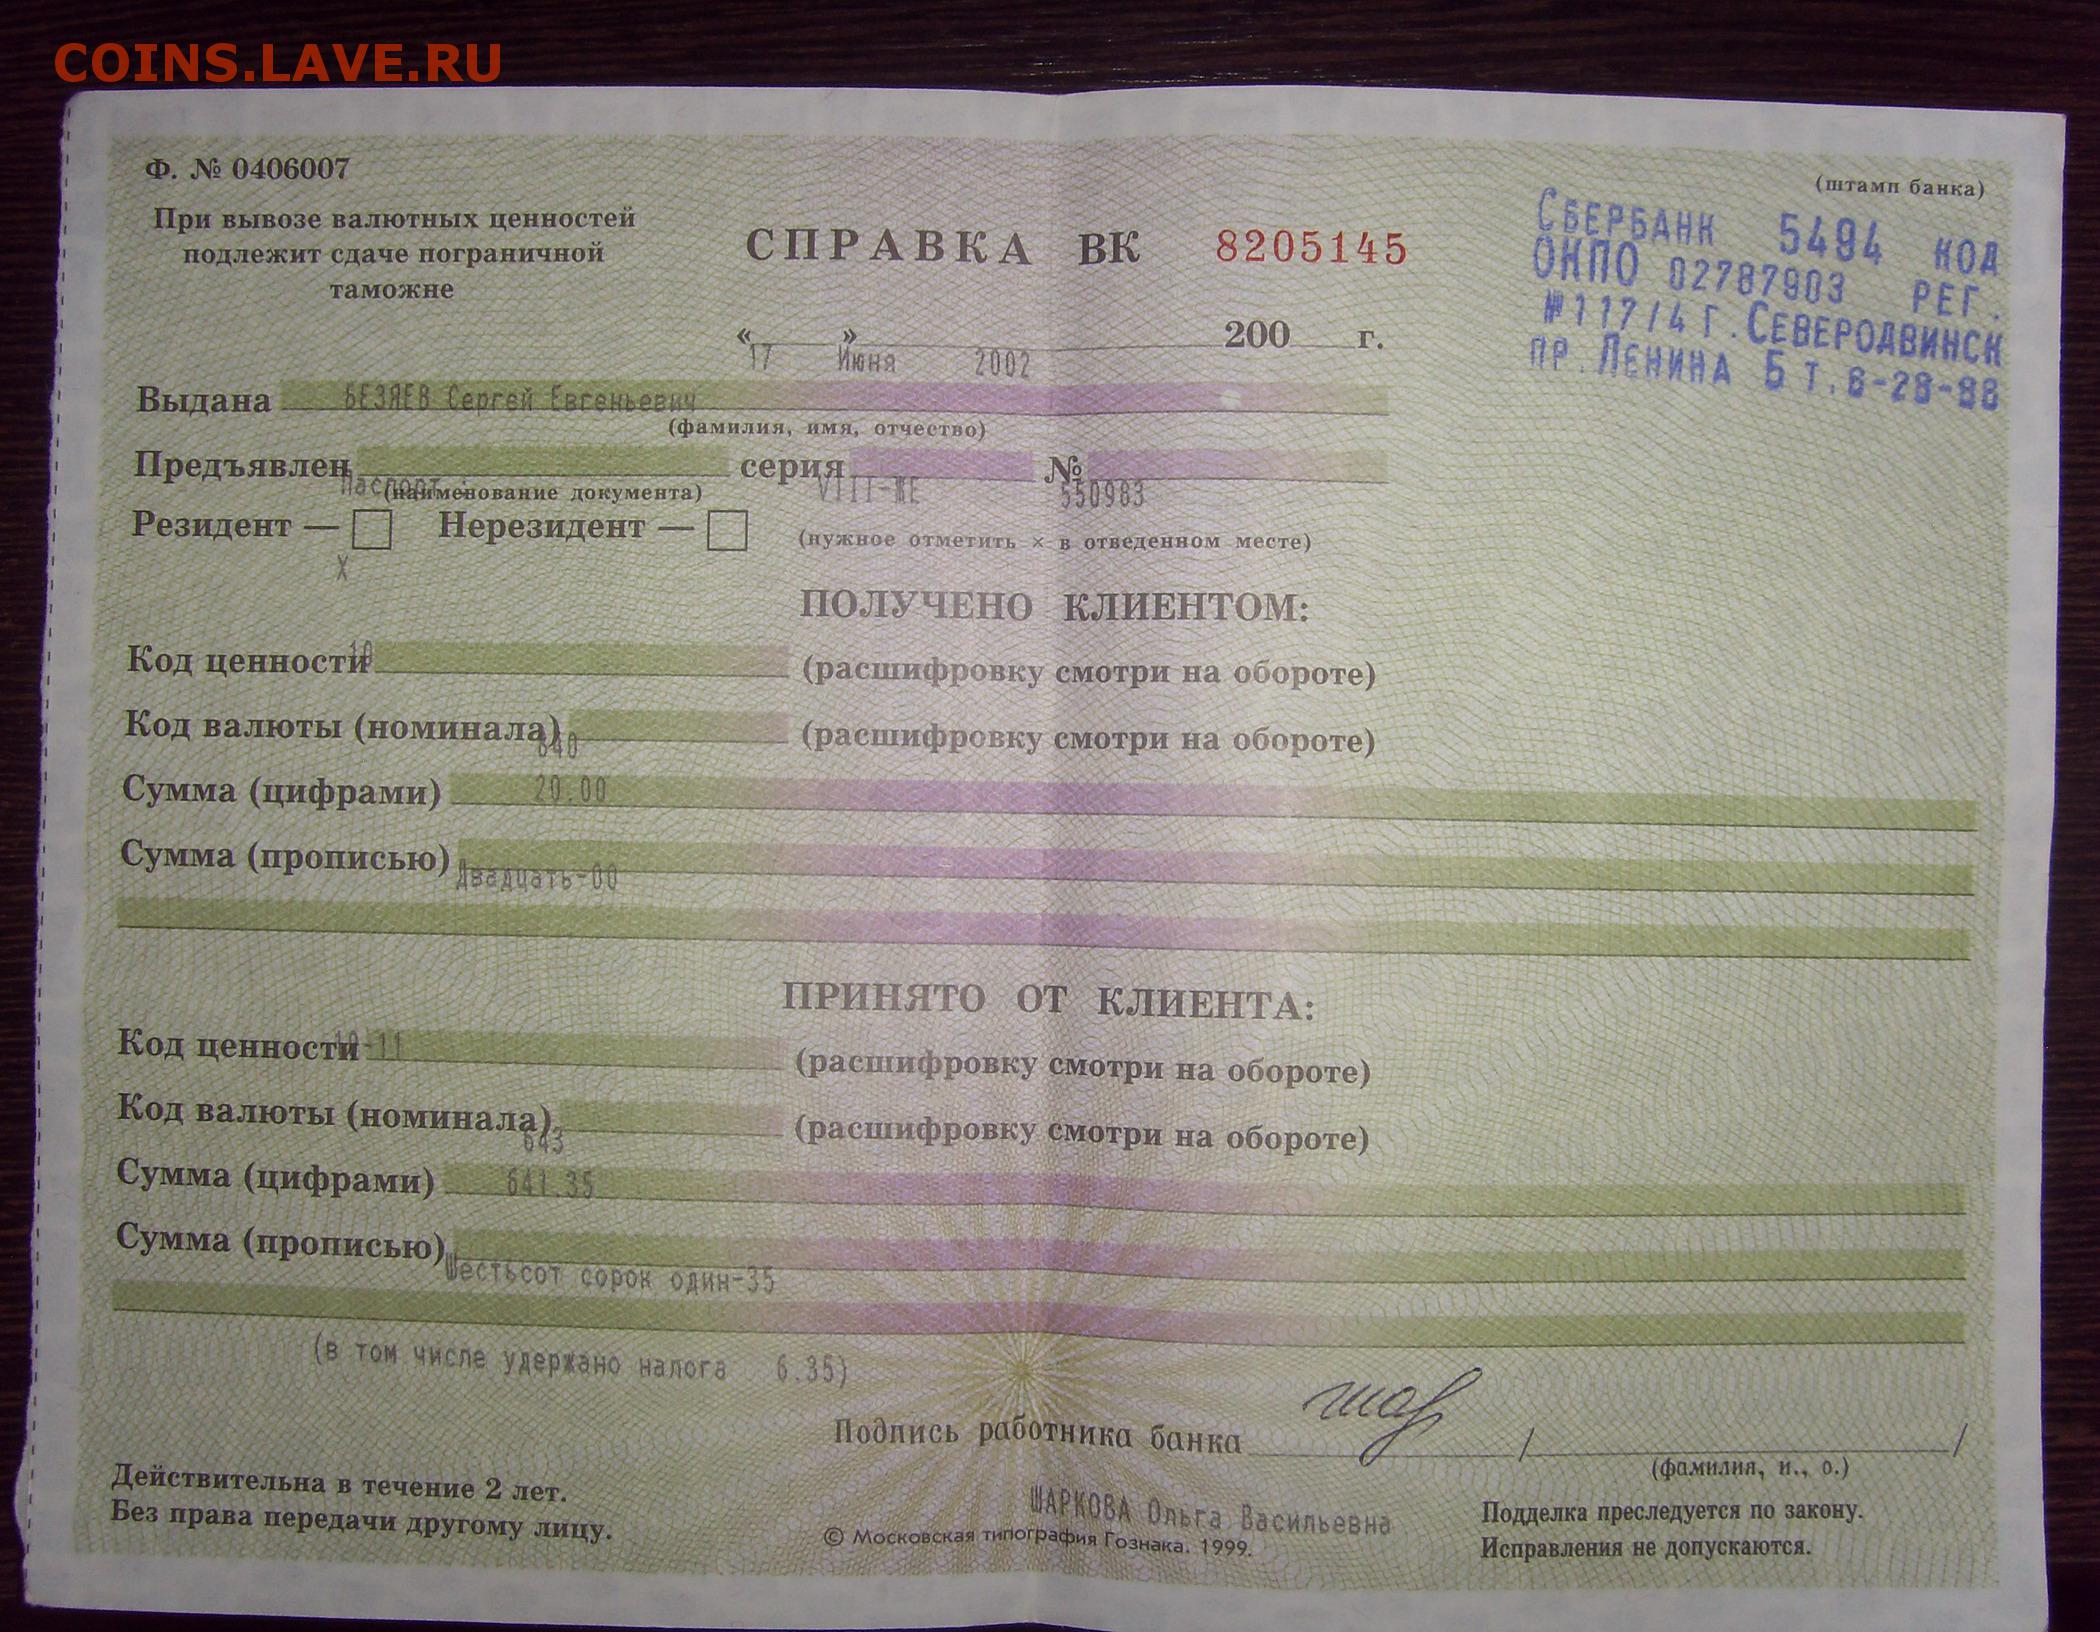 COINS.LAVE.RU
Ф. № 0406007
(штамп банка)
При вывозе валютных ценностей
подлежит сдаче пограничной
таможне
СПРАВКА ВК 8205145
СБЕРБАНК 5494 КОД
ОКПО 02787903 РЕГ.
№117/4 Г. СЕВЕРОДВИНСК
ПР. ЛЕНИНА Б Т. 6-28-88
« » 200 г.
17 Июня 2002
Выдана БЕЗЯЕВ Сергей Евгеньевич
(фамилия, имя, отчество)
Предъявлен серия №
Паспорт : (наименование документа) VIII-ЖЕ 550983
Резидент — Нерезидент — (нужное отметить × в отведенном месте)
X
ПОЛУЧЕНО КЛИЕНТОМ:
Код ценности 10 (расшифровку смотри на обороте)
Код валюты (номинала) (расшифровку смотри на обороте)
840
Сумма (цифрами) 20.00
Сумма (прописью)
Двадцать-00
ПРИНЯТО ОТ КЛИЕНТА:
Код ценности 10-11 (расшифровку смотри на обороте)
Код валюты (номинала) (расшифровку смотри на обороте)
643
Сумма (цифрами) 641.35
Сумма (прописью)
Шестьсот сорок один-35
(в том числе удержано налога 6.35)
Подпись работника банка Шар / /
(фамилия, и., о.)
Действительна в течение 2 лет.
Без права передачи другому лицу.
ШАРКОВА Ольга Васильевна
© Московская типография Гознака. 1999.
Подделка преследуется по закону.
Исправления не допускаются.